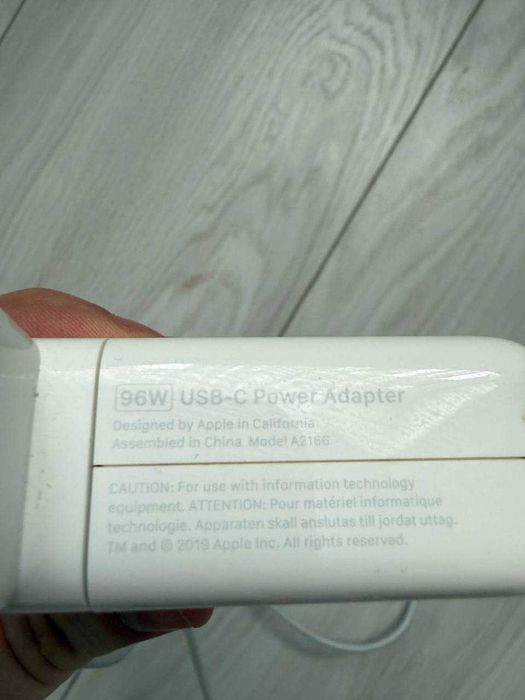 96W USB-C Power Adapter
Designed by Apple in California
Assembled in China Model A2166
CAUTION: For use with information technology
equipment. ATTENTION: Pour matériel informatique
technologie. Apparaten skall anslutas till jordat uttag.
TM and © 2019 Apple Inc. All rights reserved.